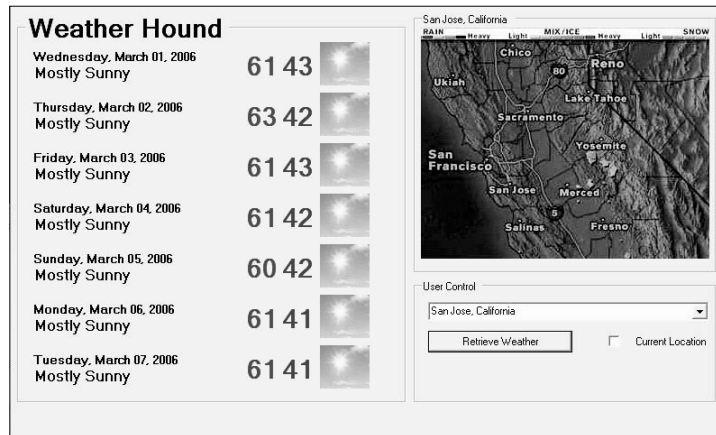 Weather Hound
Wednesday, March 01, 2006
Mostly Sunny
61 43
Thursday, March 02, 2006
Mostly Sunny
63 42
Friday, March 03, 2006
Mostly Sunny
61 43
Saturday, March 04, 2006
Mostly Sunny
61 42
Sunday, March 05, 2006
Mostly Sunny
60 42
Monday, March 06, 2006
Mostly Sunny
61 41
Tuesday, March 07, 2006
Mostly Sunny
61 41
San Jose, California
RAIN Heavy Light MIX/ICE Heavy Light SNOW
Chico
Reno
80
Ukiah
Lake Tahoe
Sacramento
Yosemite
San
Francisco
San Jose
Merced
5
Salinas
Fresno
User Control
San Jose, California
Retrieve Weather
Current Location